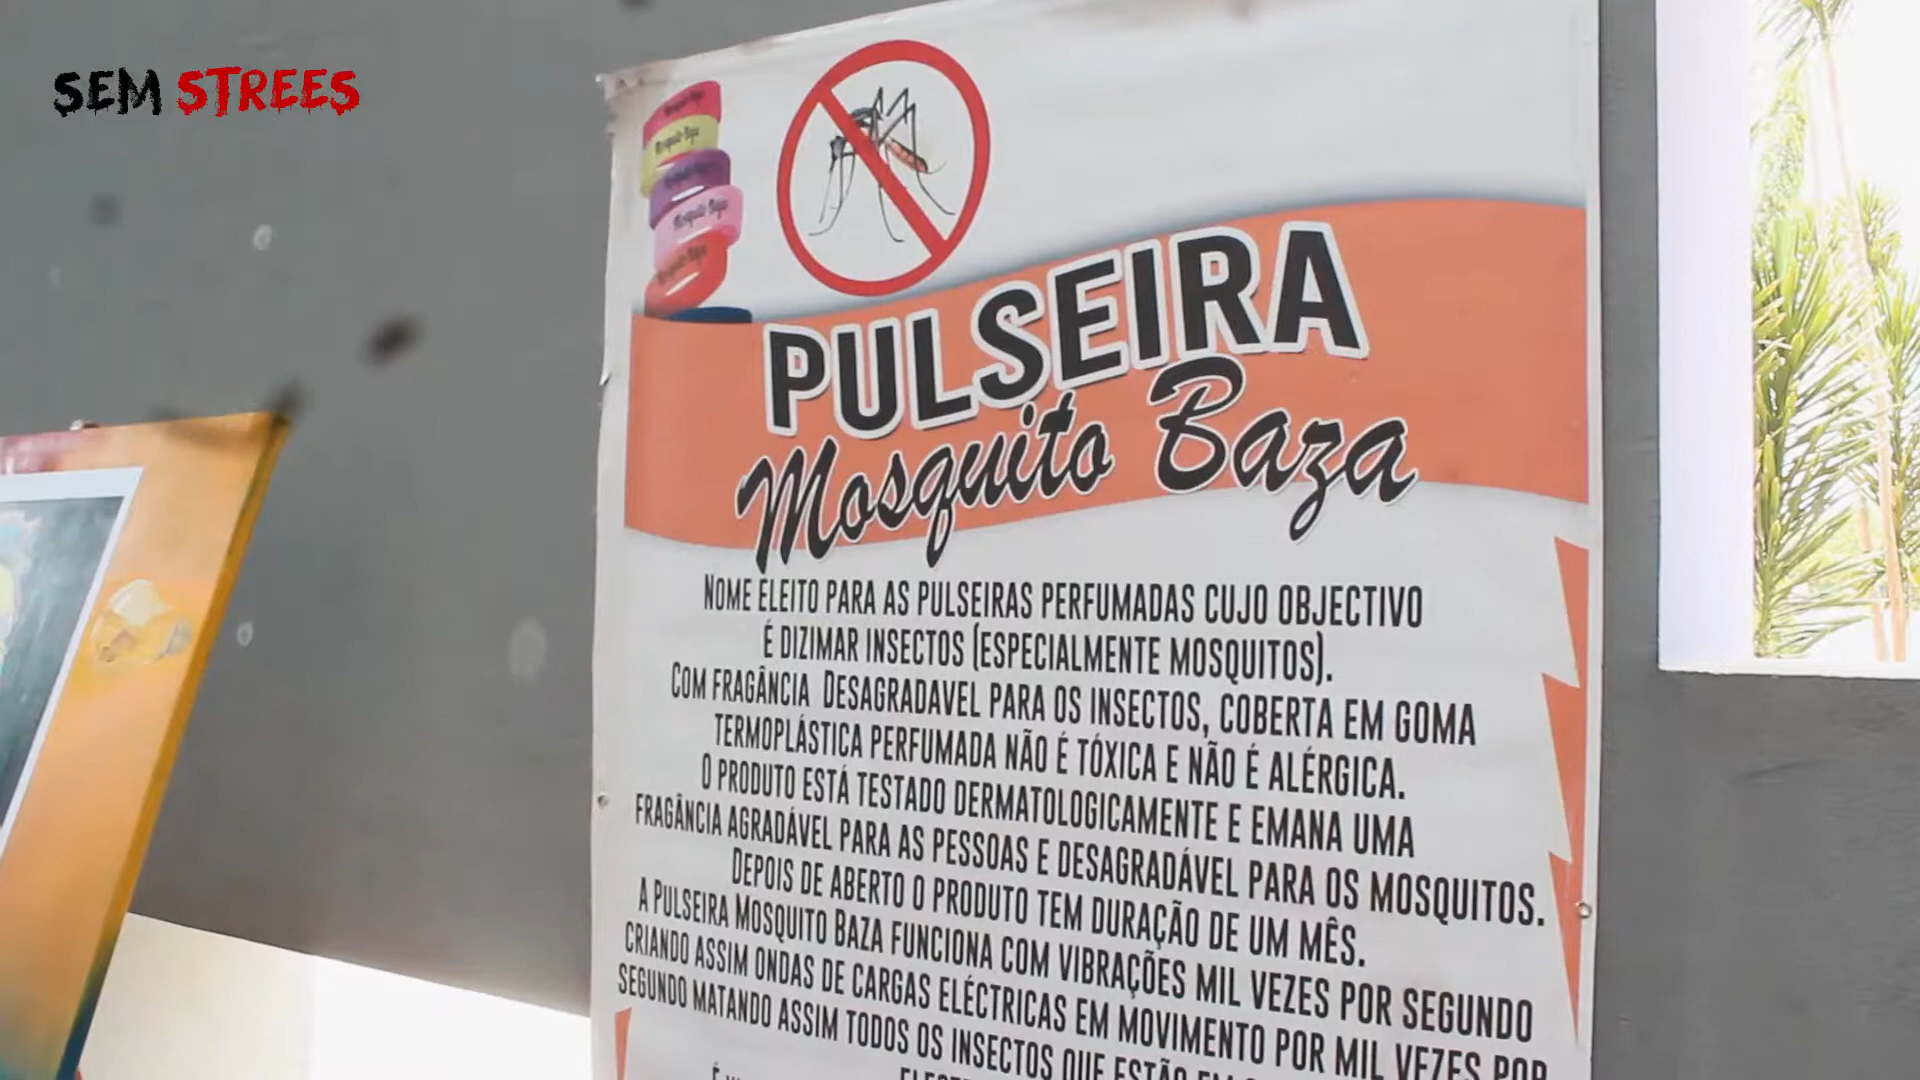 SEM STREES
Mosquito Baza
Mosquito Baza
PULSEIRA
Mosquito Baza
NOME ELEITO PARA AS PULSEIRAS PERFUMADAS CUJO OBJECTIVO
É DIZIMAR INSECTOS (ESPECIALMENTE MOSQUITOS).
COM FRAGÂNCIA DESAGRADAVEL PARA OS INSECTOS, COBERTA EM GOMA
TERMOPLÁSTICA PERFUMADA NÃO É TÓXICA E NÃO É ALÉRGICA.
O PRODUTO ESTÁ TESTADO DERMATOLOGICAMENTE E EMANA UMA
FRAGÂNCIA AGRADÁVEL PARA AS PESSOAS E DESAGRADÁVEL PARA OS MOSQUITOS.
DEPOIS DE ABERTO O PRODUTO TEM DURAÇÃO DE UM MÊS.
A PULSEIRA MOSQUITO BAZA FUNCIONA COM VIBRAÇÕES MIL VEZES POR SEGUNDO
CRIANDO ASSIM ONDAS DE CARGAS ELÉCTRICAS EM MOVIMENTO POR MIL VEZES POR
SEGUNDO MATANDO ASSIM TODOS OS INSECTOS QUE ESTÃO